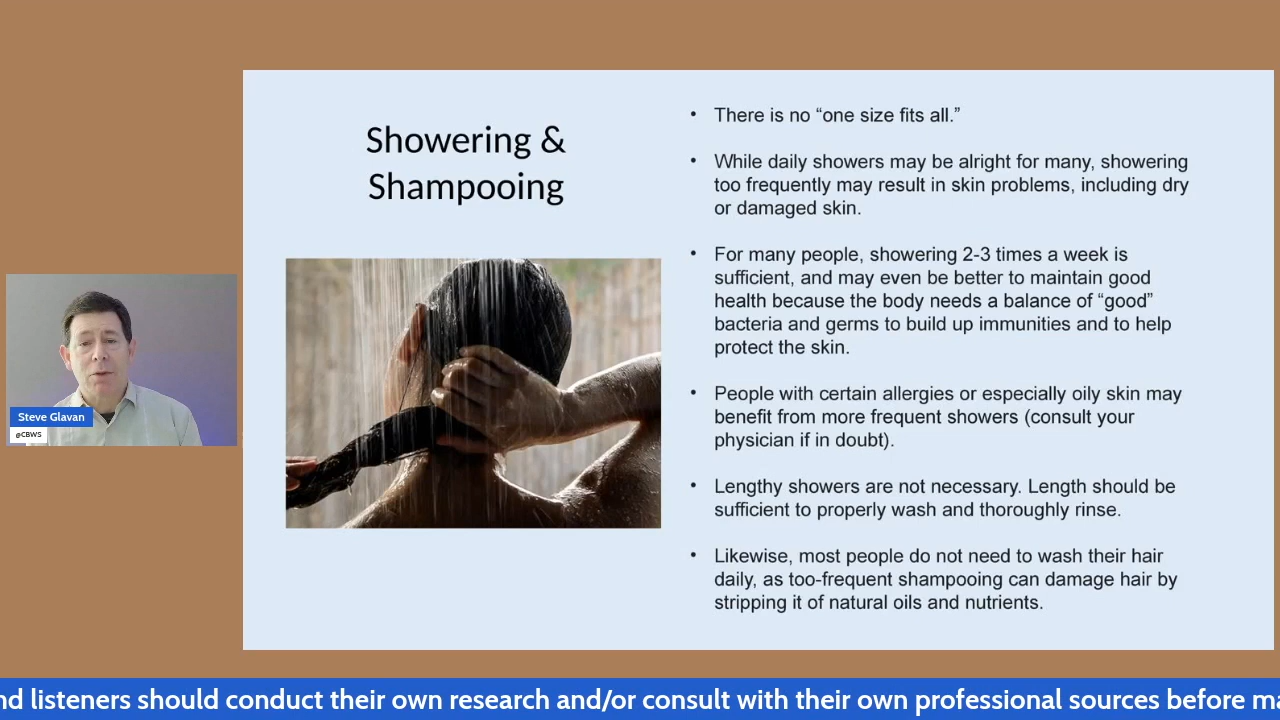 Showering &
Shampooing
• There is no “one size fits all.”
• While daily showers may be alright for many, showering
too frequently may result in skin problems, including dry
or damaged skin.
• For many people, showering 2-3 times a week is
sufficient, and may even be better to maintain good
health because the body needs a balance of “good”
bacteria and germs to build up immunities and to help
protect the skin.
• People with certain allergies or especially oily skin may
benefit from more frequent showers (consult your
physician if in doubt).
• Lengthy showers are not necessary. Length should be
sufficient to properly wash and thoroughly rinse.
• Likewise, most people do not need to wash their hair
daily, as too-frequent shampooing can damage hair by
stripping it of natural oils and nutrients.
Steve Glavan
@CBWS
listeners should conduct their own research and/or consult with their own professional sources before